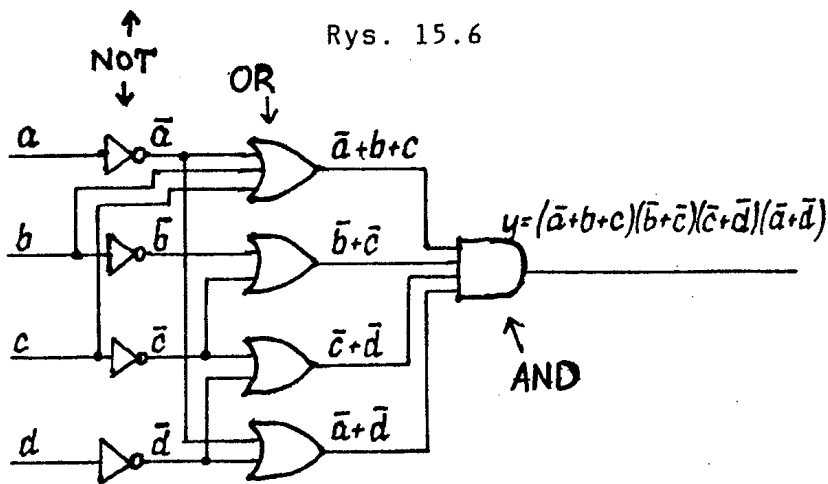 Rys. 15.6
NOT
OR
a
ā
ā+b+c
y=(ā+b+c)(b̄+c̄)(c̄+d̄)(ā+d̄)
b
b̄
b̄+c̄
c
c̄
c̄+d̄
AND
d
d̄
ā+d̄